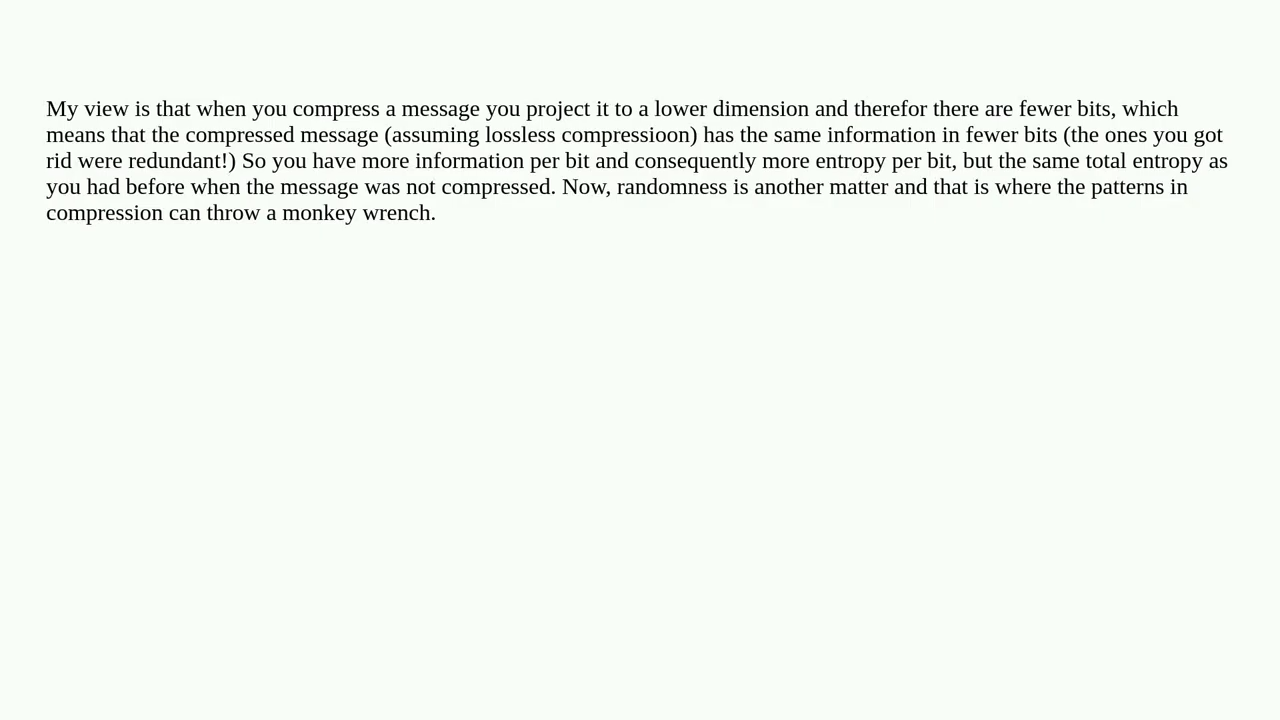 My view is that when you compress a message you project it to a lower dimension and therefor there are fewer bits, which
means that the compressed message (assuming lossless compressioon) has the same information in fewer bits (the ones you got
rid were redundant!) So you have more information per bit and consequently more entropy per bit, but the same total entropy as
you had before when the message was not compressed. Now, randomness is another matter and that is where the patterns in
compression can throw a monkey wrench.